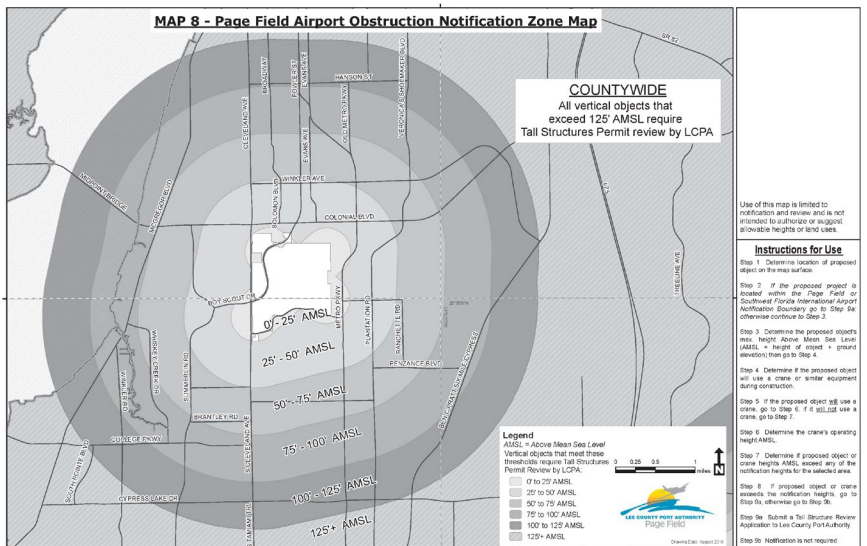 MAP 8 - Page Field Airport Obstruction Notification Zone Map
SR 82
BROADWAY
FOWLER ST
EVANS AVE
VERONICA S SHOEMAKER BLVD
HANSON ST
CLEVELAND AVE
OLD METRO PKWY
EVANS AVE
COUNTYWIDE
All vertical objects that
exceed 125' AMSL require
Tall Structures Permit review by LCPA
MIDPOINT BRIDGE
MCGREGOR BLVD
WINKLER AVE
SOLOMON BLVD
COLONIAL BLVD
I-75
TREELINE AVE
BOY SCOUT DR
METRO PKWY
PLANTATION RD
RANCHETTE RD
0' - 25' AMSL
25' - 50' AMSL
WHISKEY CREEK DR
SUMMERLIN RD
WINKLER RD
PENZANCE BLVD
BEN C PRATT/SIX MILE CYPRESS
50' - 75' AMSL
BRANTLEY RD
75' - 100' AMSL
COLLEGE PKWY
S CLEVELAND AVE
SOUTH POINTE BLVD
CYPRESS LAKE DR
100' - 125' AMSL
125'+ AMSL
S TAMIAMI TRL
Legend
AMSL = Above Mean Sea Level
Vertical objects that meet these
thresholds require Tall Structures
Permit Review by LCPA:
0 to 25' AMSL
25' to 50' AMSL
50' to 75' AMSL
75' to 100' AMSL
100' to 125' AMSL
125'+ AMSL
0 0.25 0.5 1
miles
N
LEE COUNTY PORT AUTHORITY
Page Field
Drawing Date: August 2018
Use of this map is limited to
notification and review and is not
intended to authorize or suggest
allowable heights or land uses.
Instructions for Use
Step 1 Determine location of proposed
object on the map surface.
Step 2 If the proposed project is
located within the Page Field or
Southwest Florida International Airport
Notification Boundary go to Step 9a;
otherwise continue to Step 3.
Step 3 Determine the proposed object's
max. height Above Mean Sea Level
(AMSL = height of object + ground
elevation) then go to Step 4.
Step 4 Determine if the proposed object
will use a crane or similar equipment
during construction.
Step 5 If the proposed object will use a
crane, go to Step 6, if it will not use a
crane, go to Step 7.
Step 6 Determine the crane's operating
height AMSL.
Step 7 Determine if proposed object or
crane heights AMSL exceed any of the
notification heights for the selected area.
Step 8 If proposed object or crane
exceeds the notification heights, go to
Step 9a, otherwise go to Step 9b.
Step 9a Submit a Tall Structure Review
Application to Lee County Port Authority.
Step 9b Notification is not required.